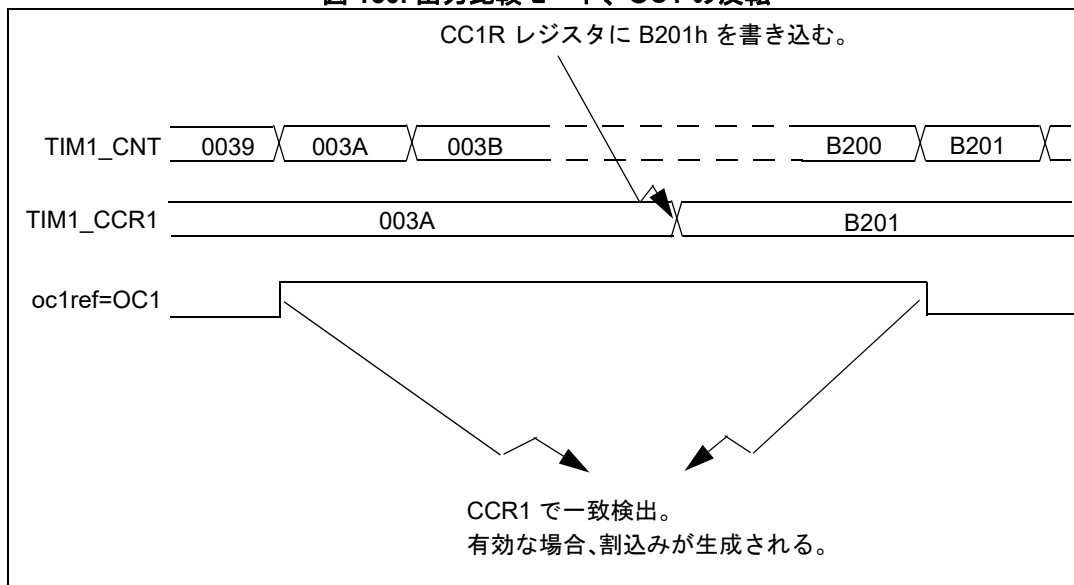 CC1R レジスタに B201h を書き込む。
TIM1_CNT 0039 003A 003B B200 B201
TIM1_CCR1 003A B201
oc1ref=OC1
CCR1 で一致検出。
有効な場合、割込みが生成される。